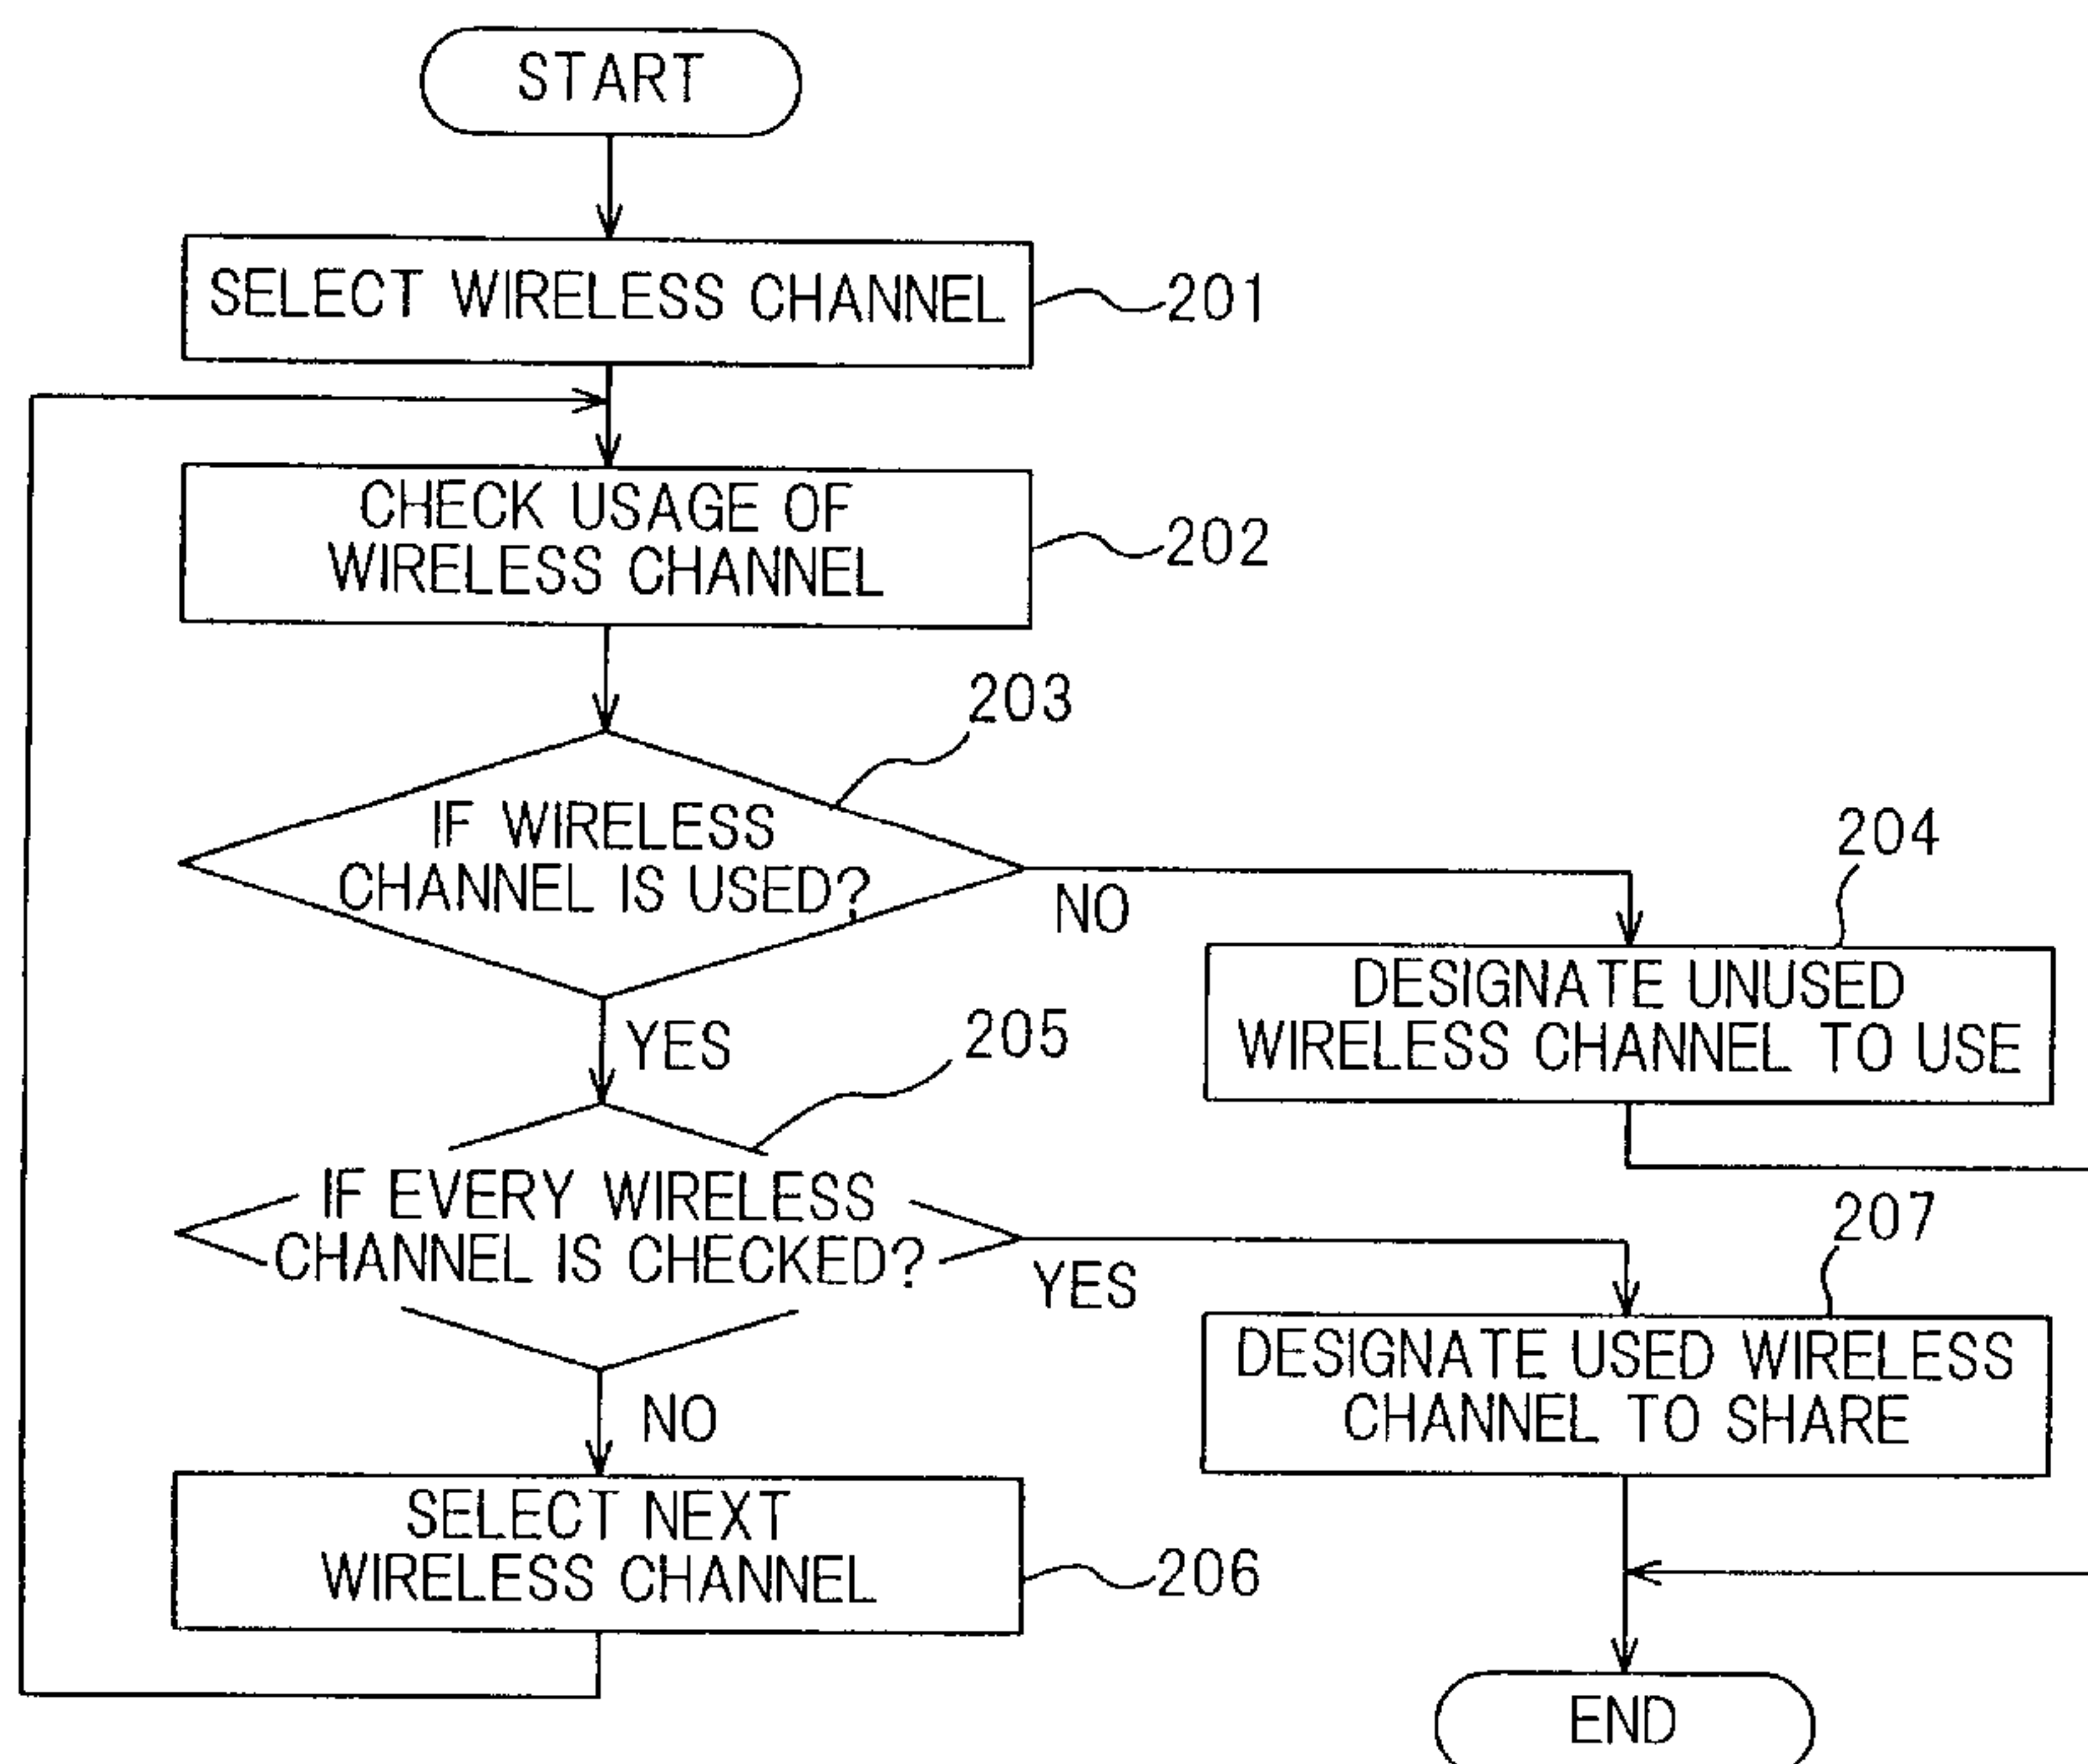 START
SELECT WIRELESS CHANNEL
201
CHECK USAGE OF
WIRELESS CHANNEL
202
203
IF WIRELESS
CHANNEL IS USED?
NO
204
DESIGNATE UNUSED
WIRELESS CHANNEL TO USE
YES
205
IF EVERY WIRELESS
CHANNEL IS CHECKED?
YES
207
DESIGNATE USED WIRELESS
CHANNEL TO SHARE
NO
SELECT NEXT
WIRELESS CHANNEL
206
END